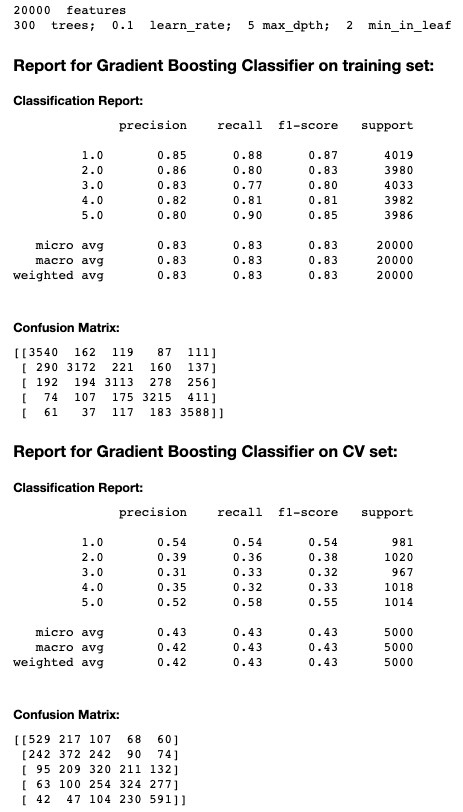 20000 features
300 trees; 0.1 learn_rate; 5 max_dpth; 2 min_in_leaf
Report for Gradient Boosting Classifier on training set:
Classification Report:
precision recall f1-score support
1.0 0.85 0.88 0.87 4019
2.0 0.86 0.80 0.83 3980
3.0 0.83 0.77 0.80 4033
4.0 0.82 0.81 0.81 3982
5.0 0.80 0.90 0.85 3986
micro avg 0.83 0.83 0.83 20000
macro avg 0.83 0.83 0.83 20000
weighted avg 0.83 0.83 0.83 20000
Confusion Matrix:
[[3540 162 119 87 111]
[ 290 3172 221 160 137]
[ 192 194 3113 278 256]
[ 74 107 175 3215 411]
[ 61 37 117 183 3588]]
Report for Gradient Boosting Classifier on CV set:
Classification Report:
precision recall f1-score support
1.0 0.54 0.54 0.54 981
2.0 0.39 0.36 0.38 1020
3.0 0.31 0.33 0.32 967
4.0 0.35 0.32 0.33 1018
5.0 0.52 0.58 0.55 1014
micro avg 0.43 0.43 0.43 5000
macro avg 0.42 0.43 0.43 5000
weighted avg 0.42 0.43 0.43 5000
Confusion Matrix:
[[529 217 107 68 60]
[242 372 242 90 74]
[ 95 209 320 211 132]
[ 63 100 254 324 277]
[ 42 47 104 230 591]]